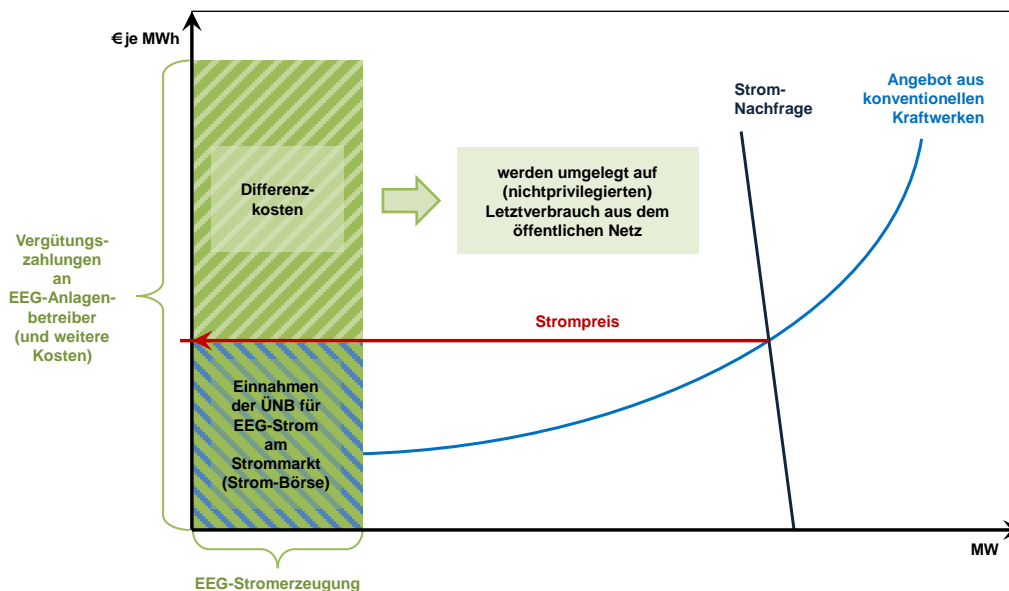 € je MWh
Strom-
Nachfrage
Angebot aus
konventionellen
Kraftwerken
Differenz-
kosten
werden umgelegt auf
(nichtprivilegierten)
Letztverbrauch aus dem
öffentlichen Netz
Vergütungs-
zahlungen
an
EEG-Anlagen-
betreiber
(und weitere
Kosten)
Strompreis
Einnahmen
der ÜNB für
EEG-Strom
am
Strommarkt
(Strom-Börse)
MW
EEG-Stromerzeugung